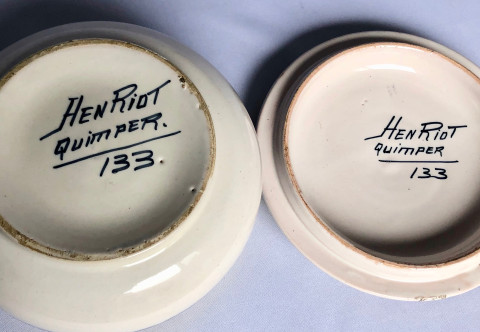 HenRiot
Quimper.
133
HenRiot
Quimper
133